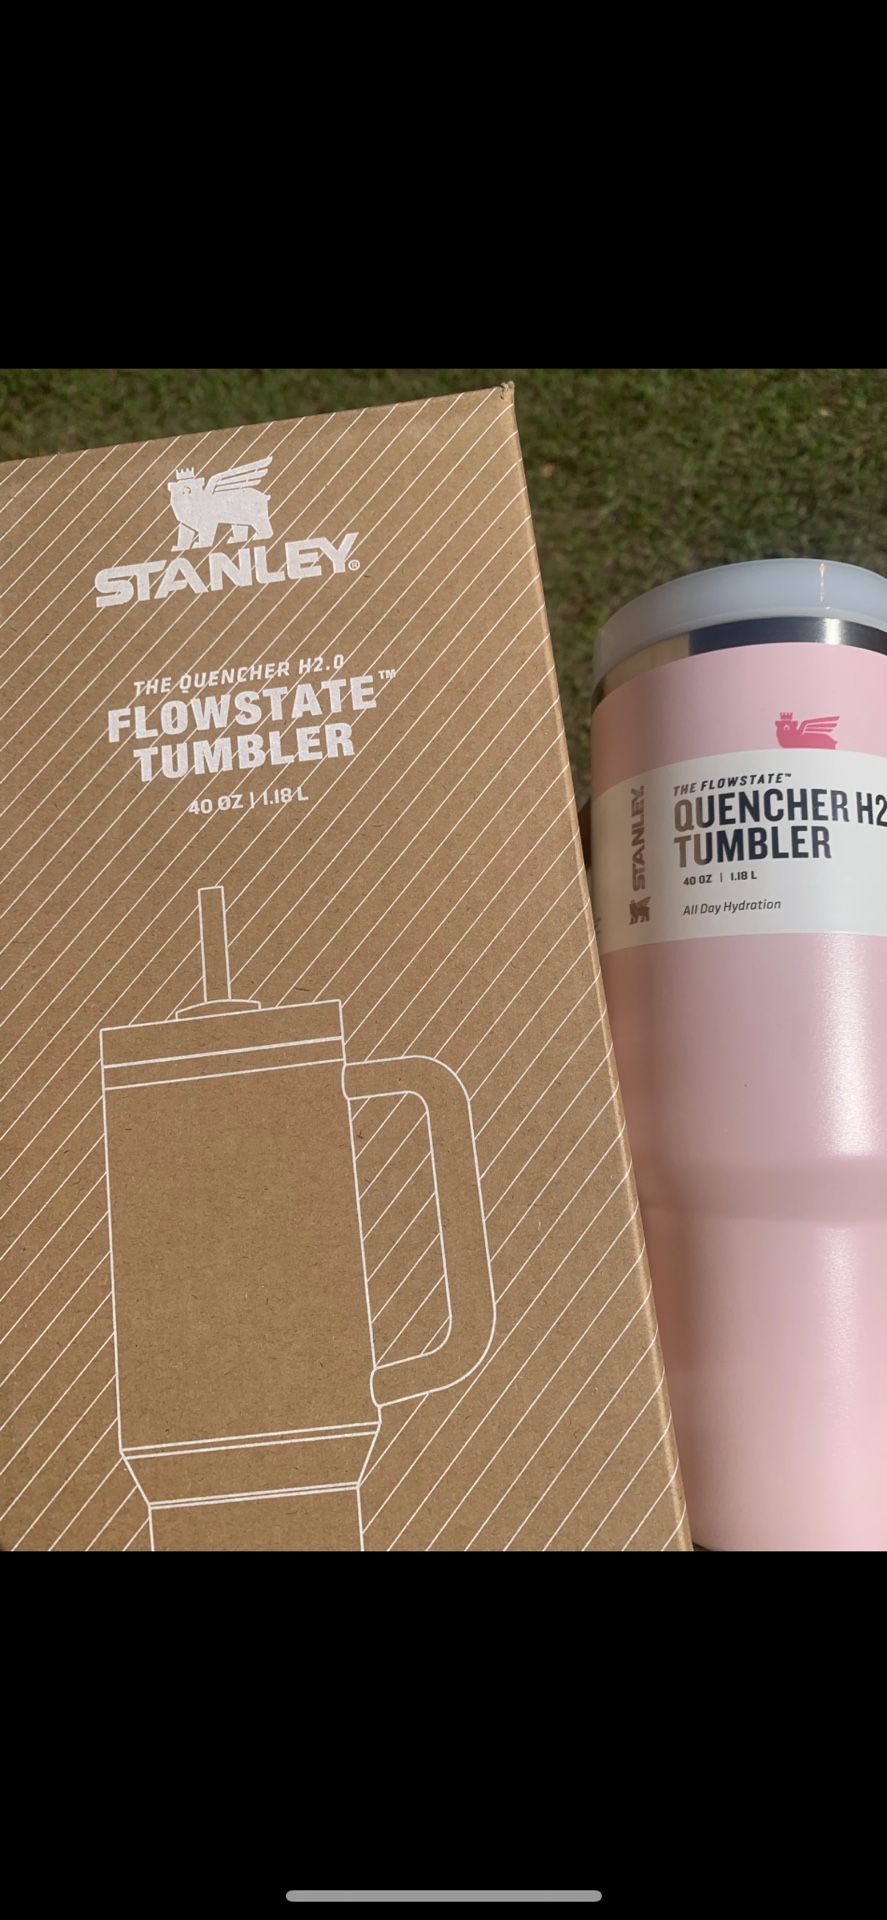 STANLEY®
THE QUENCHER H2.0
FLOWSTATE™
TUMBLER
40 OZ | 1.18 L
STANLEY
THE FLOWSTATE™
QUENCHER H2
TUMBLER
40 OZ | 1.18 L
All Day Hydration